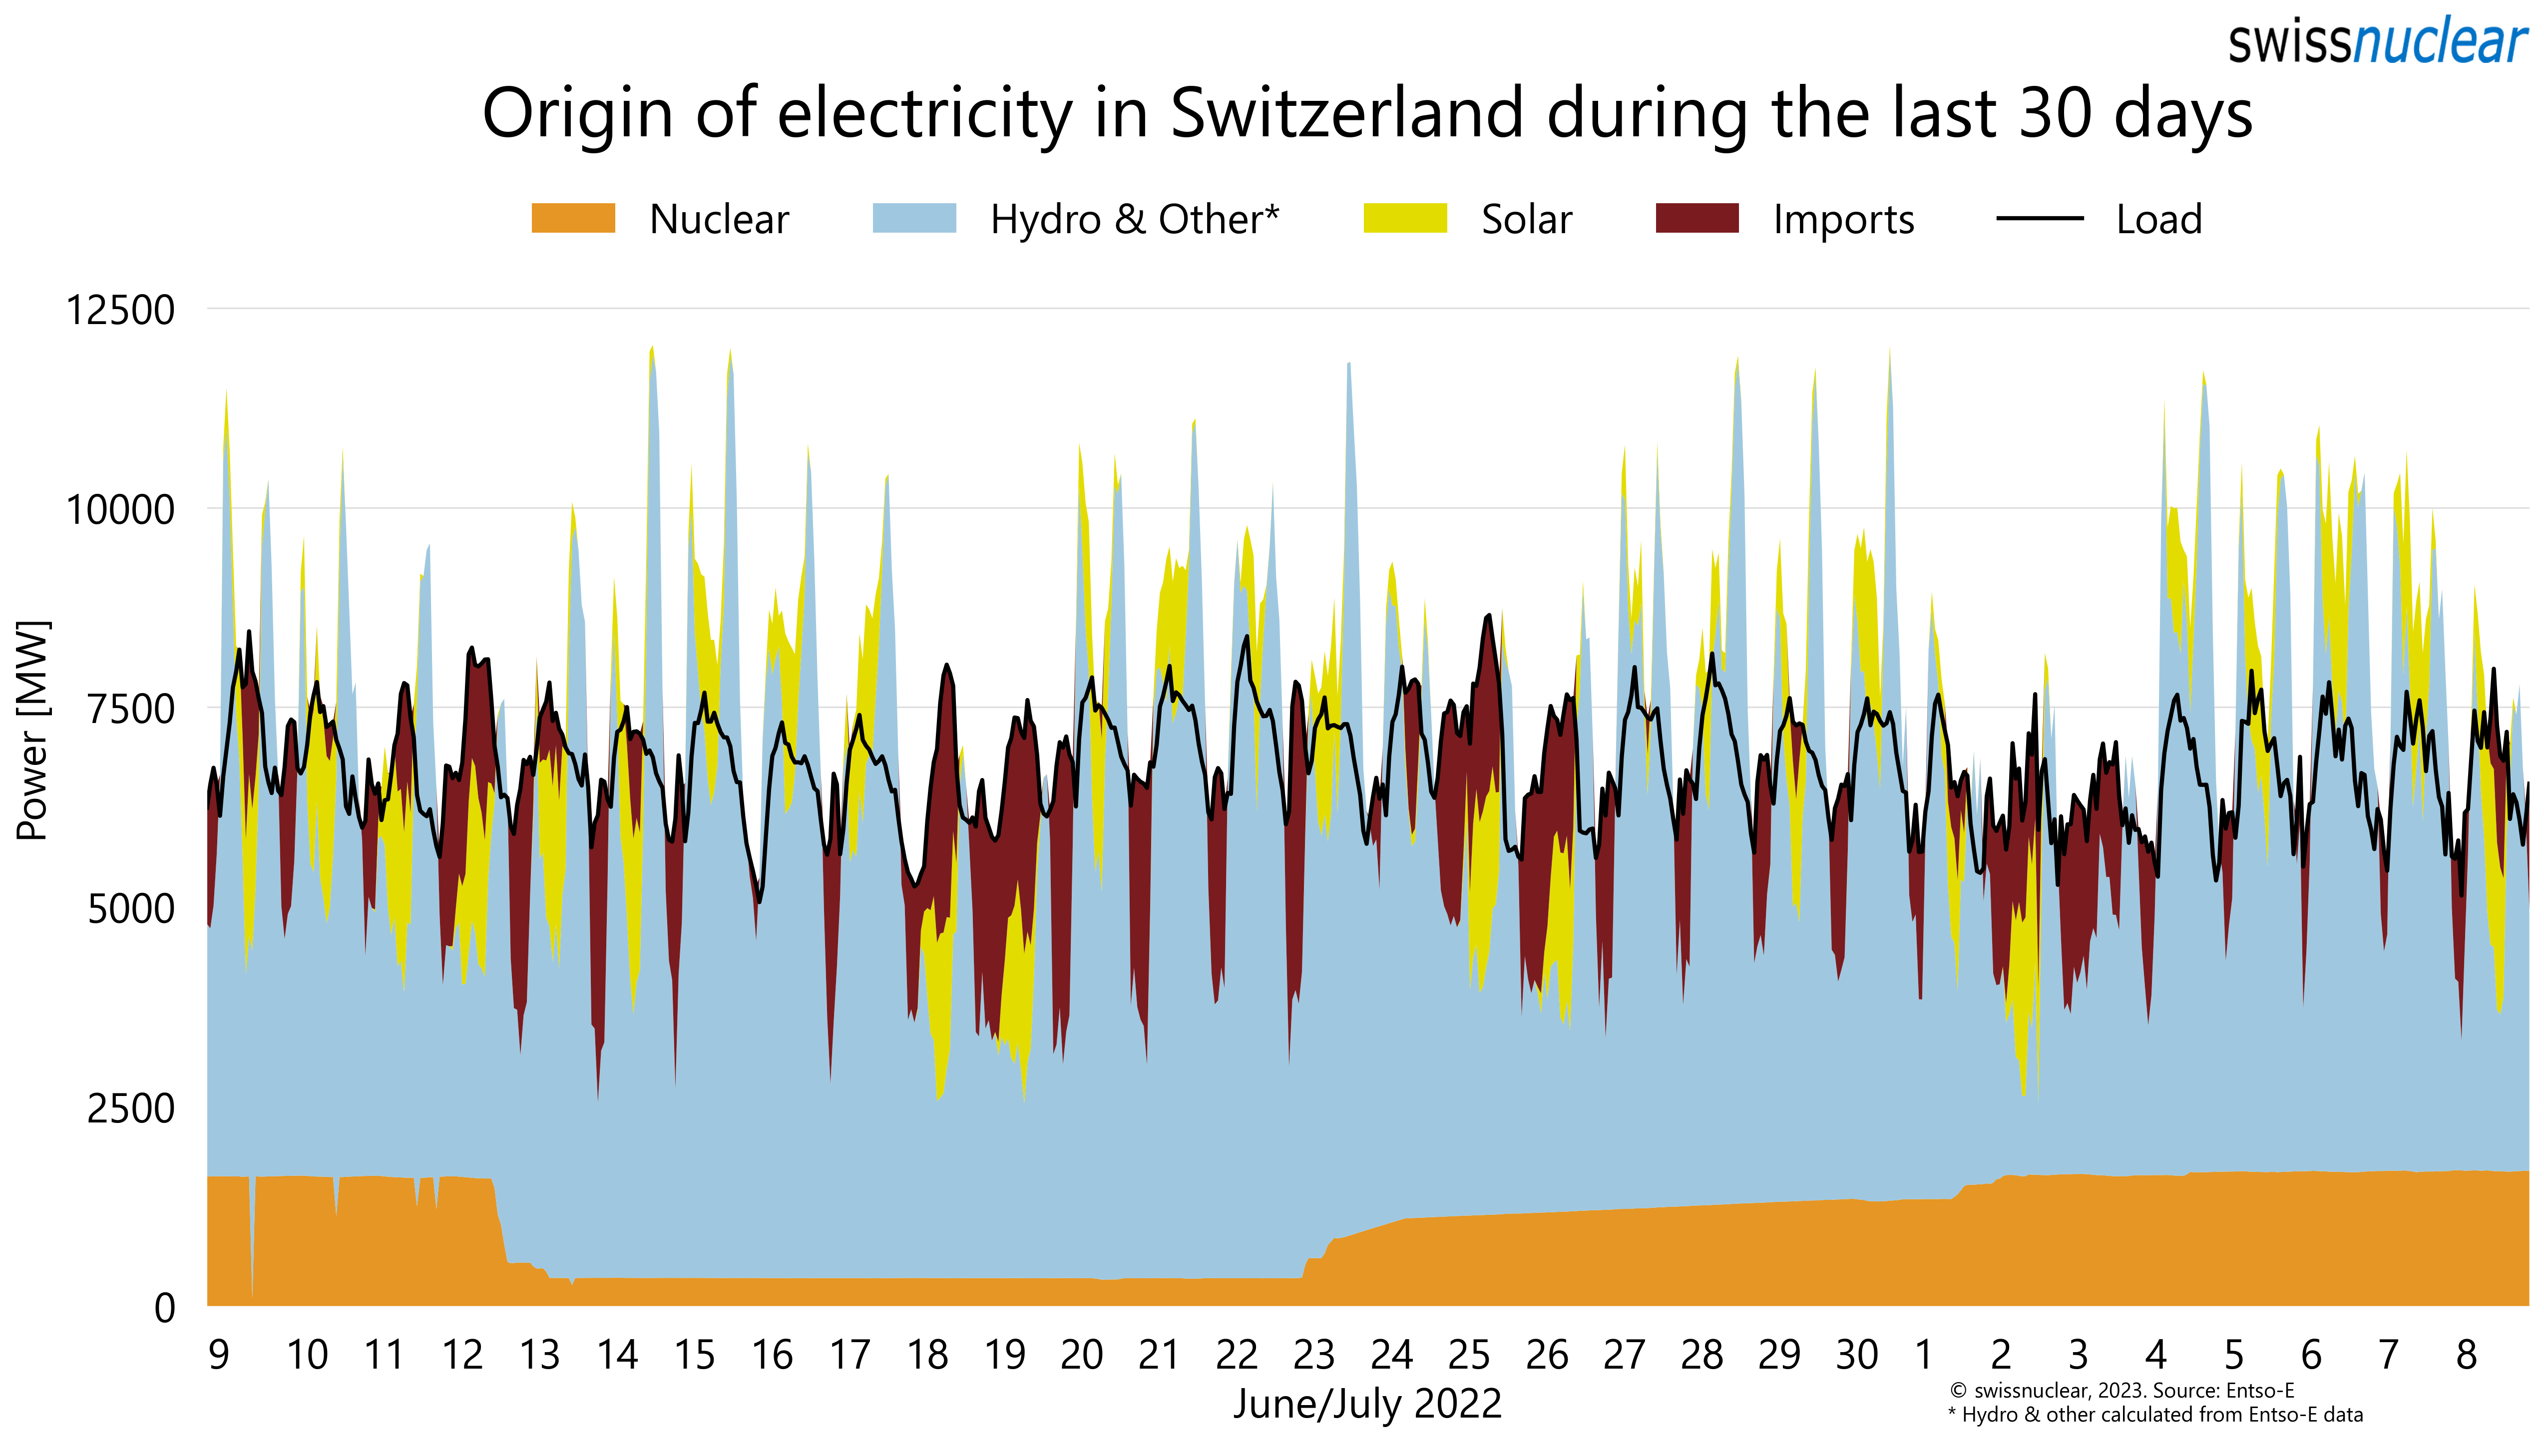 swissnuclear
Origin of electricity in Switzerland during the last 30 days
Nuclear Hydro & Other* Solar Imports Load
12500
10000
7500
5000
2500
0
Power [MW]
9 10 11 12 13 14 15 16 17 18 19 20 21 22 23 24 25 26 27 28 29 30 1 2 3 4 5 6 7 8
June/July 2022
© swissnuclear, 2023. Source: Entso-E
* Hydro & other calculated from Entso-E data